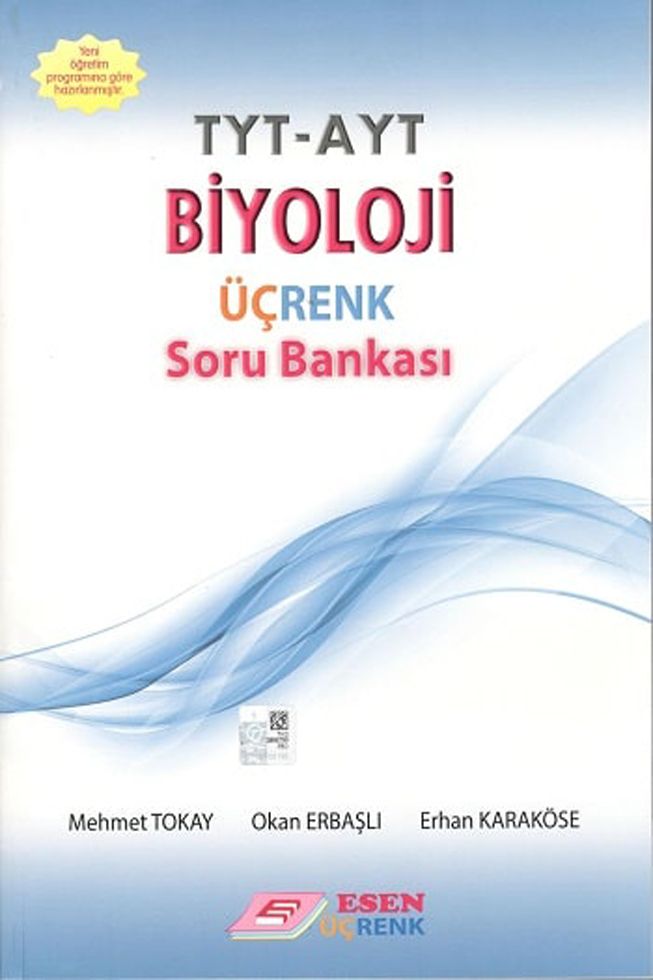 Yeni
öğretim
programına göre
hazırlanmıştır.
TYT-AYT
BİYOLOJİ
ÜÇRENK
Soru Bankası
Mehmet TOKAY Okan ERBAŞLI Erhan KARAKÖSE
ESEN
ÜÇRENK